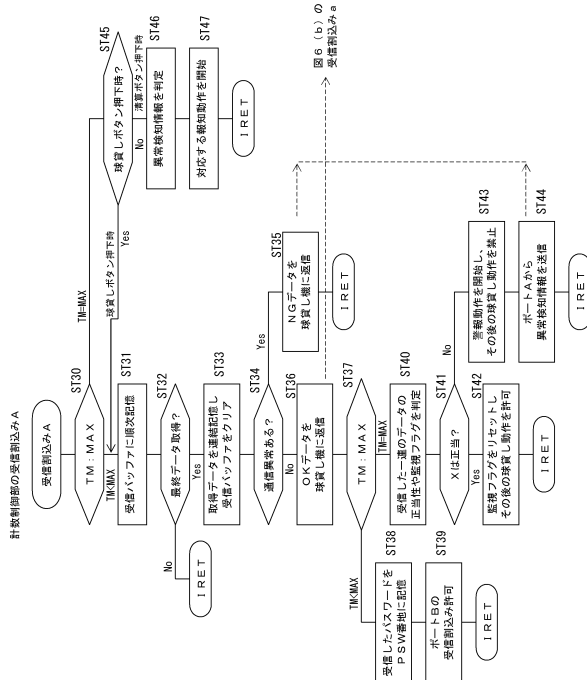 計数制御部の受信割込みA
受信割込みA
ST30
TM:MAX
TM=MAX
TM<MAX
ST45
球貸しボタン押下時?
Yes
球貸しボタン押下時
No
清算ボタン押下時
ST46
異常検知情報を判定
ST47
対応する報知動作を開始
IRET
ST31
受信バッファに順次記憶
ST32
最終データ取得?
No
IRET
Yes
ST33
取得データを連結記憶し
受信バッファをクリア
ST34
通信異常ある?
Yes
ST35
NGデータを
球貸し機に返信
IRET
No
ST36
OKデータを
球貸し機に返信
図6(b)の
受信割込みa
ST37
TM:MAX
TM<MAX
ST38
受信したパスワードを
PSW番地に記憶
ST39
ポートBの
受信割込み許可
IRET
TM=MAX
ST40
受信した一連のデータの
正当性や監視フラグを判定
ST41
Xは正当?
Yes
ST42
監視フラグをリセットし
その後の球貸し動作を許可
IRET
No
ST43
警報動作を開始し、
その後の球貸し動作を禁止
ST44
ポートAから
異常検知情報を送信
IRET